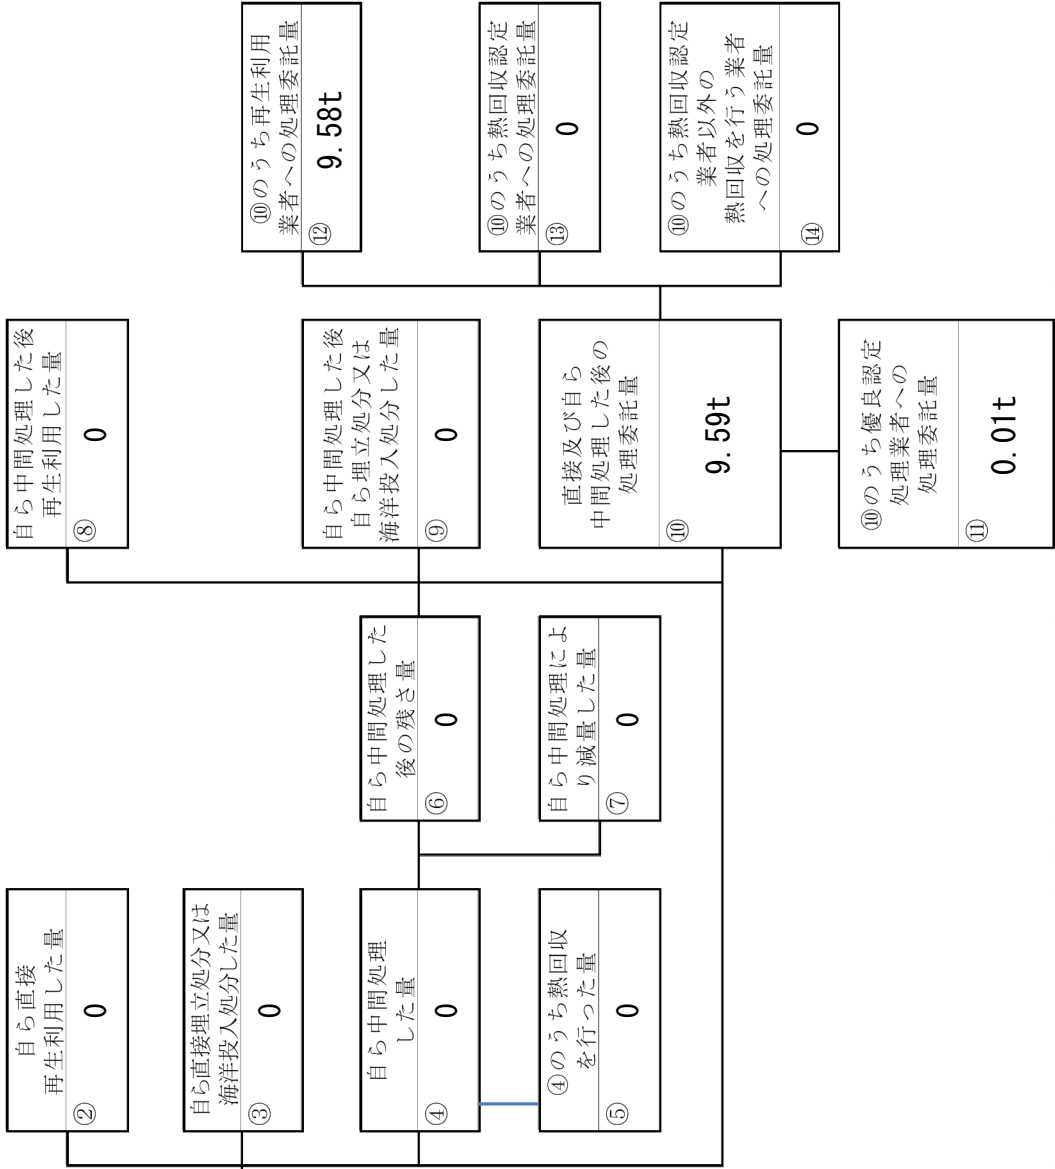 自ら直接
再生利用した量
②
0
自ら直接埋立処分又は
海洋投入処分した量
③
0
自ら中間処理
した量
④
0
④のうち熱回収
を行った量
⑤
0
自ら中間処理した
後の残さ量
⑥
0
自ら中間処理によ
り減量した量
⑦
0
自ら中間処理した後
再生利用した量
⑧
0
自ら中間処理した後
自ら埋立処分又は
海洋投入処分した量
⑨
0
直接及び自ら
中間処理した後の
処理委託量
⑩
9.59t
⑩のうち優良認定
処理業者への
処理委託量
⑪
0.01t
⑩のうち再生利用
業者への処理委託量
⑫
9.58t
⑩のうち熱回収認定
業者への処理委託量
⑬
0
⑩のうち熱回収認定
業者以外の
熱回収を行う業者
への処理委託量
⑭
0